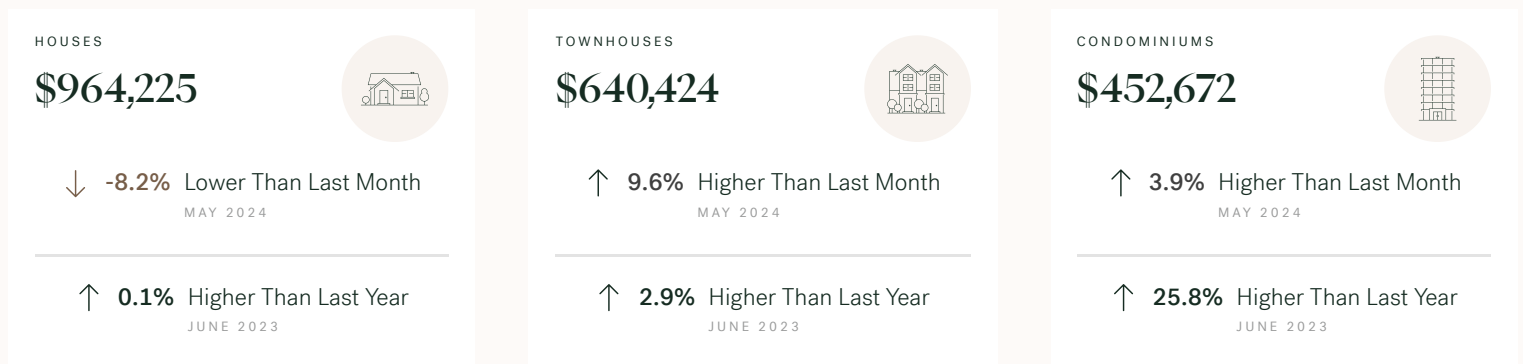 HOUSES
$964,225
-8.2% Lower Than Last Month
MAY 2024
0.1% Higher Than Last Year
JUNE 2023
TOWNHOUSES
$640,424
9.6% Higher Than Last Month
MAY 2024
2.9% Higher Than Last Year
JUNE 2023
CONDOMINIUMS
$452,672
3.9% Higher Than Last Month
MAY 2024
25.8% Higher Than Last Year
JUNE 2023